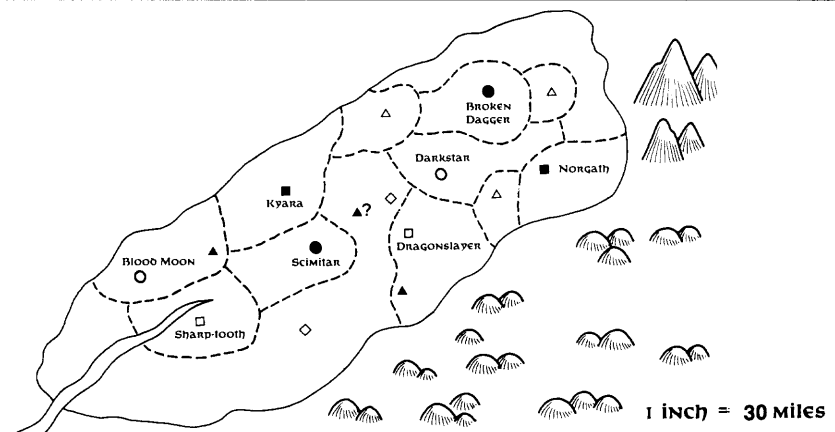 Broken
Dagger
Darkstar
Norgath
Kyara
?
Dragonslayer
Blood Moon
Scimitar
Sharp-tooth
1 inch = 30 Miles